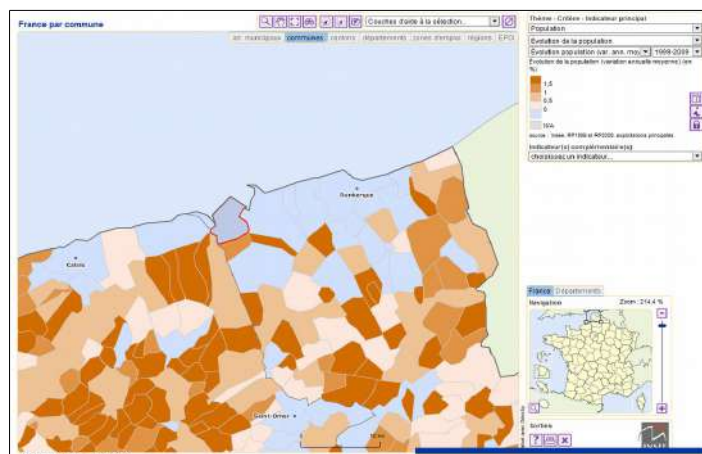 France par commune
Couches d'aide à la sélection...
arr. municipaux communes cantons départements zones d'emploi régions EPCI
Thème - Critère - Indicateur principal
Population
Évolution de la population
Évolution population (var. ann. moy 1999-2009
Évolution de la population (variation annuelle moyenne) (en %)
1,5
1
0,5
0
N/A
source : Insee, RP1999 et RP2009, exploitations principales
Indicateur(s) complémentaire(s)
choisissez un indicateur...
Dunkerque
Calais
Saint-Omer
France Départements
Navigation Zoom : 214,4 %
Sorties